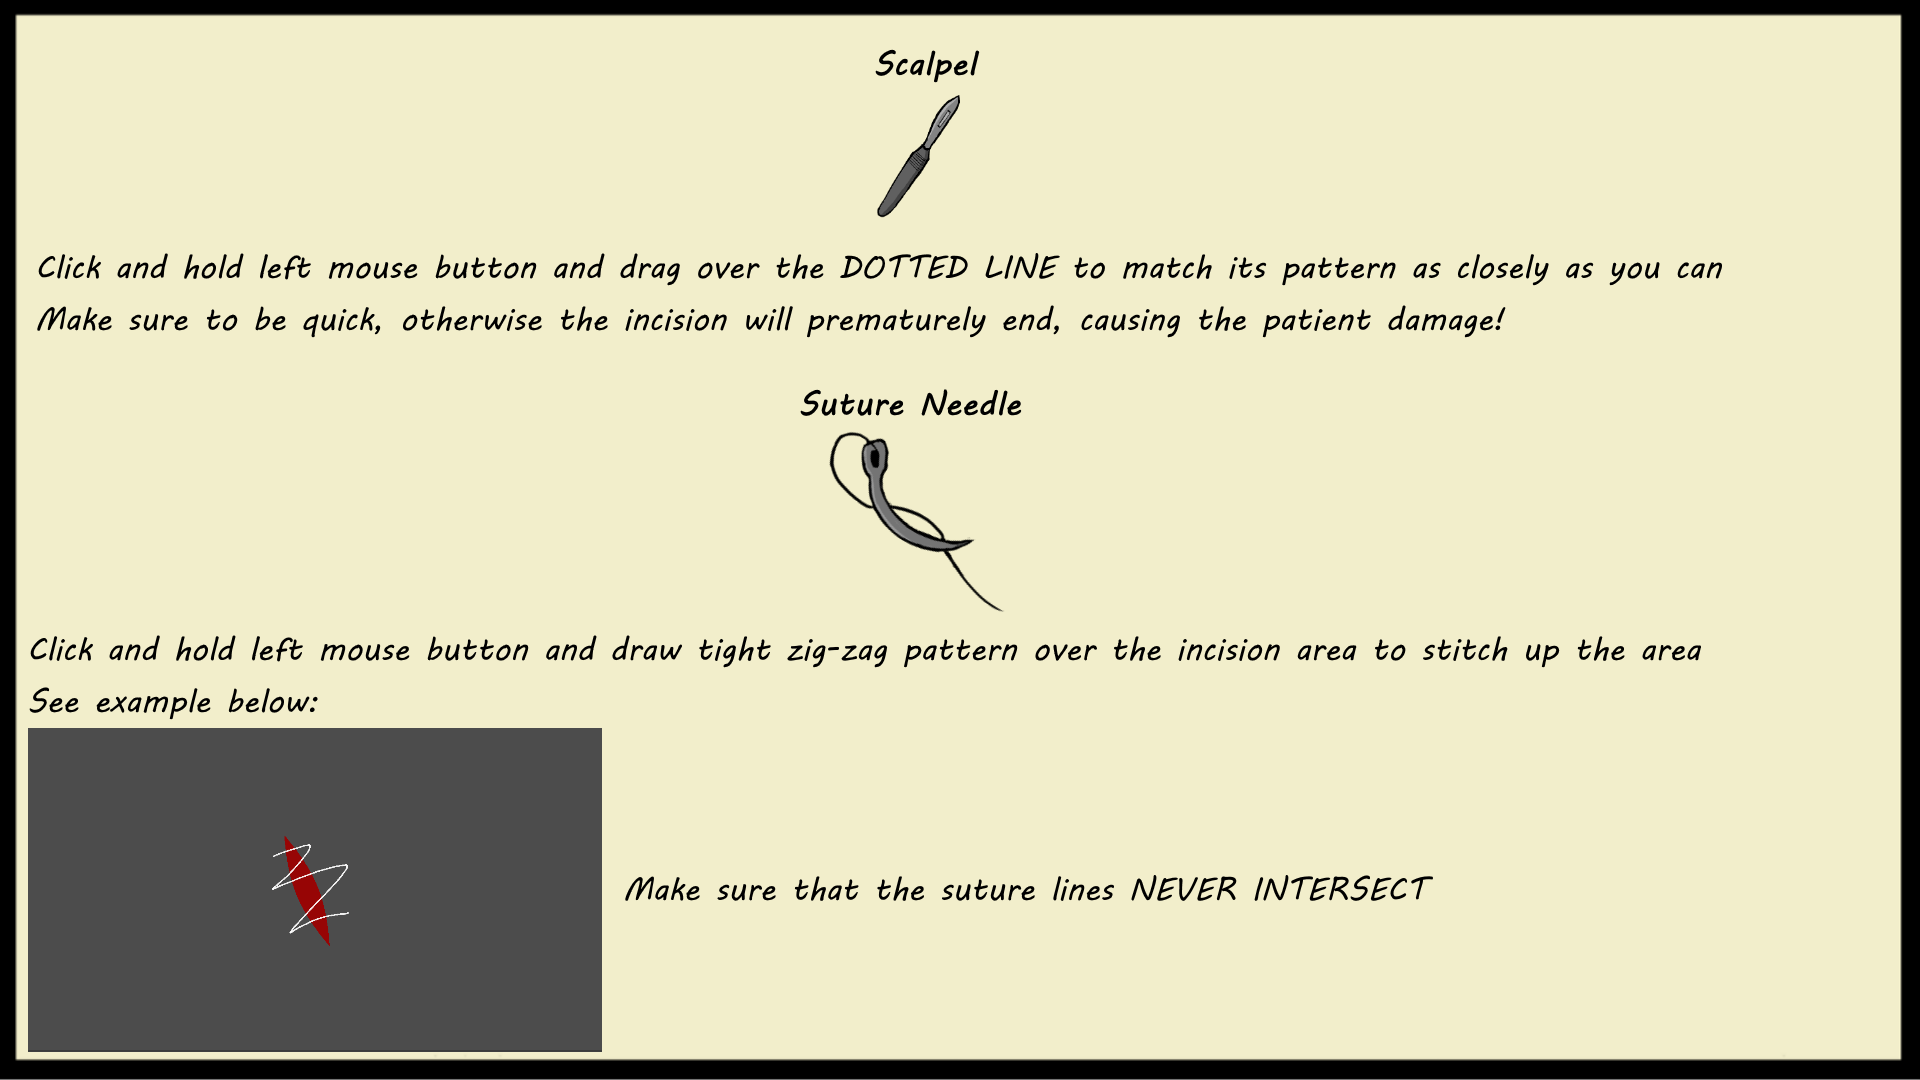 Scalpel
Click and hold left mouse button and drag over the DOTTED LINE to match its pattern as closely as you can
Make sure to be quick, otherwise the incision will prematurely end, causing the patient damage!
Suture Needle
Click and hold left mouse button and draw tight zig-zag pattern over the incision area to stitch up the area
See example below:
Make sure that the suture lines NEVER INTERSECT